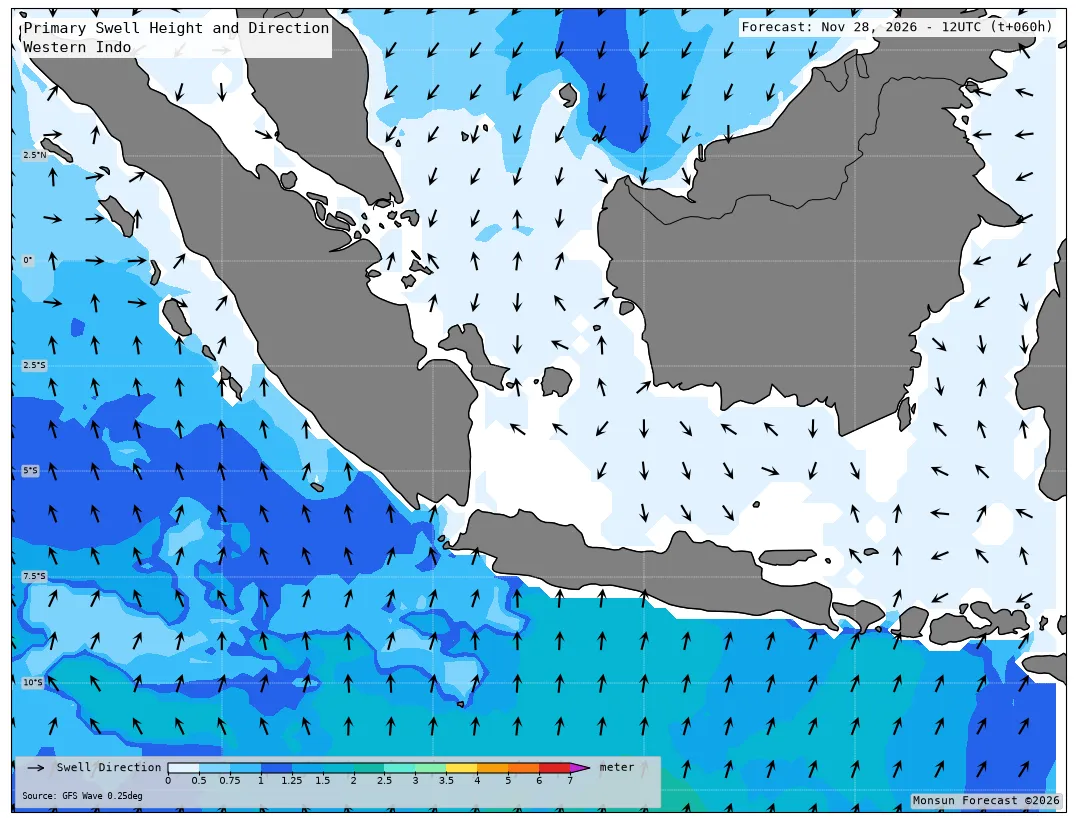 Primary Swell Height and Direction
Western Indo
Forecast: Nov 28, 2026 - 12UTC (t+060h)
2.5°N
0°
2.5°S
5°S
7.5°S
10°S
Swell Direction
0 0.5 0.75 1 1.25 1.5 2 2.5 3 3.5 4 5 6 7
meter
Source: GFS Wave 0.25deg
Monsun Forecast ©2026